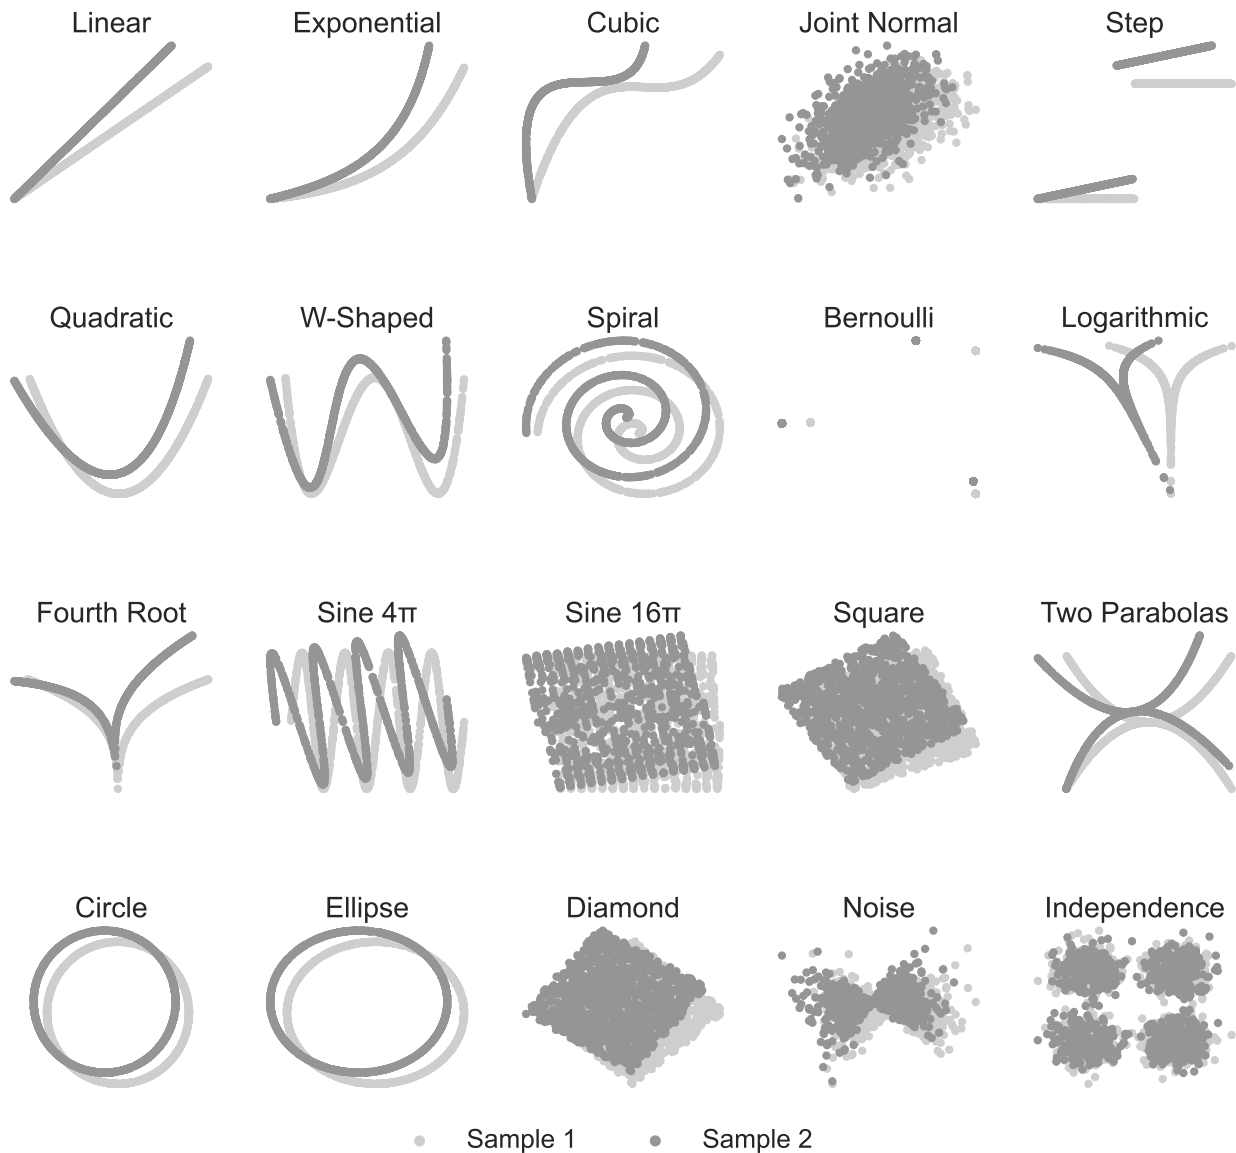 Linear Exponential Cubic Joint Normal Step
Quadratic W-Shaped Spiral Bernoulli Logarithmic
Fourth Root Sine 4π Sine 16π Square Two Parabolas
Circle Ellipse Diamond Noise Independence
Sample 1 Sample 2